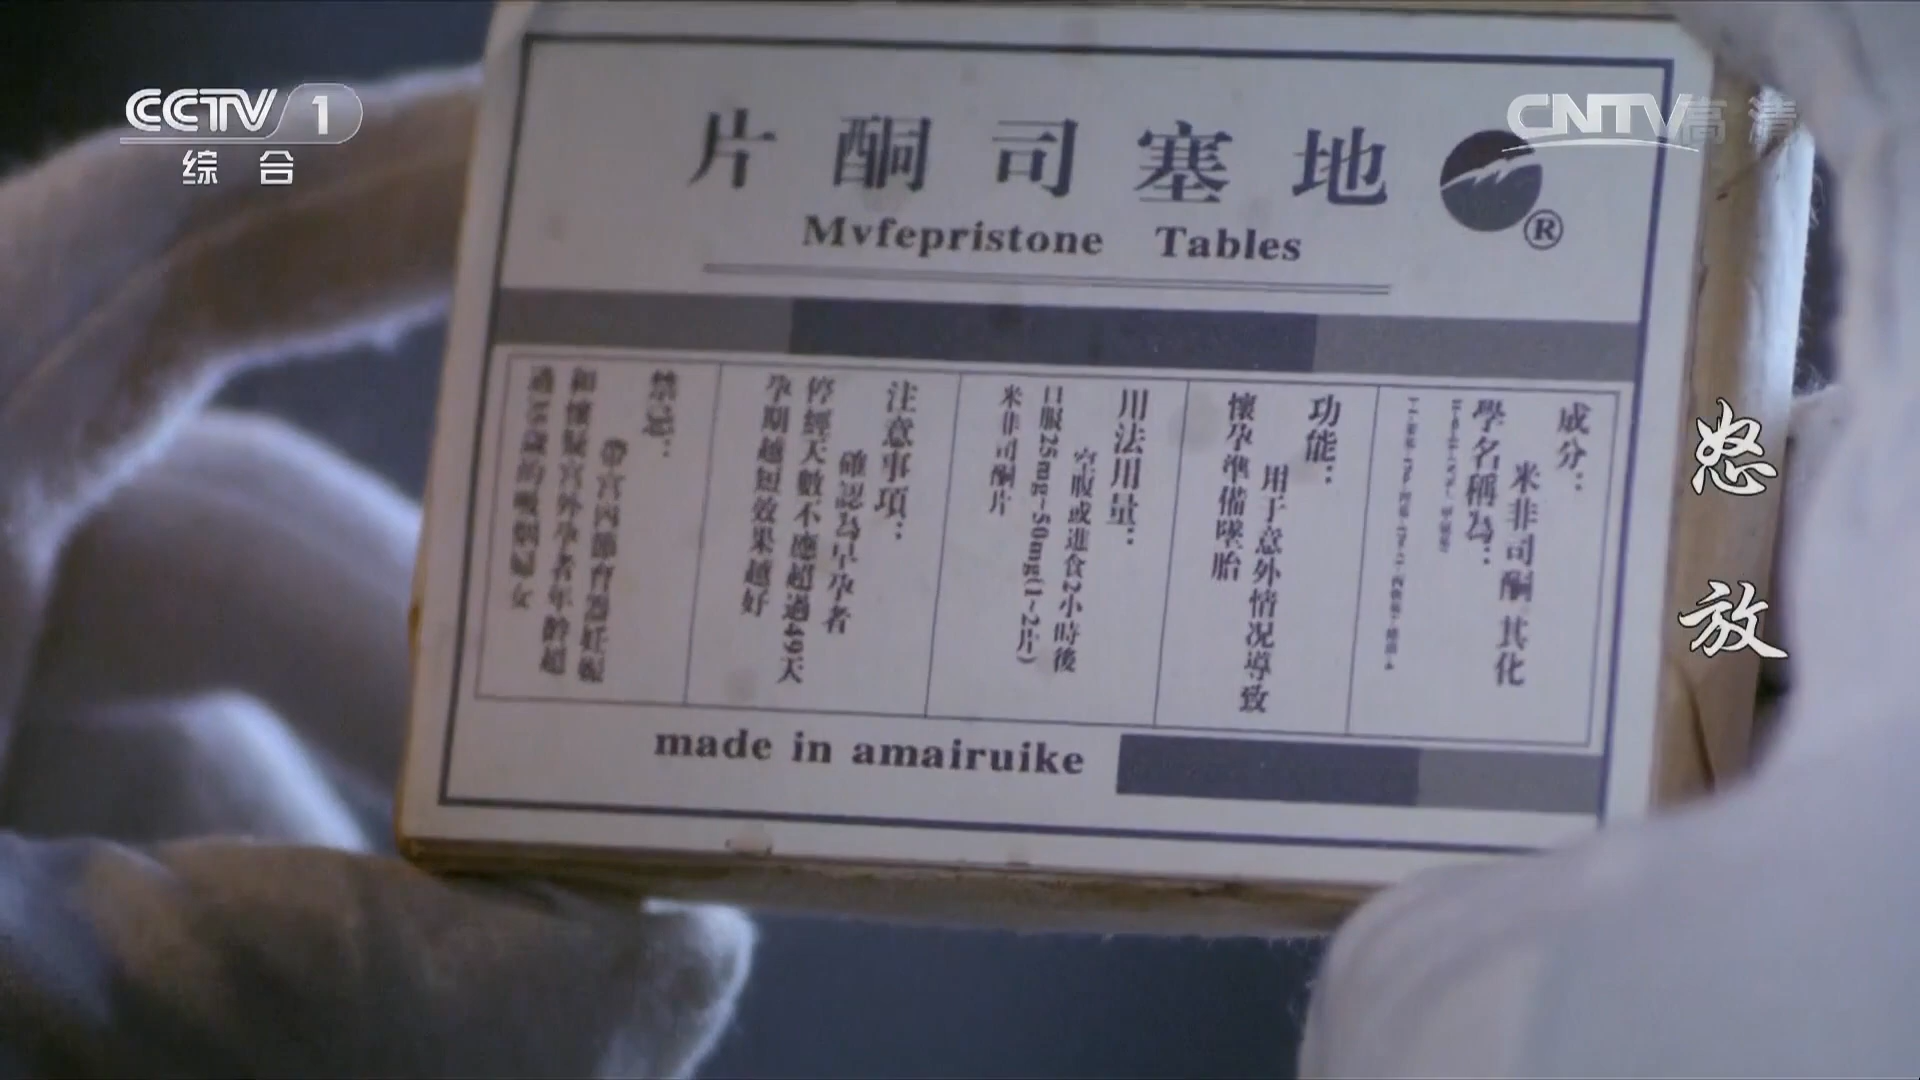 CCTV 1
综合
CNTV高清
片酮司塞地
®
Mvfepristone Tables
成分：
米非司酮，其化
學名稱為：
功能：
用于意外情况導致
懷孕準備墜胎
用法用量：
空腹或進食2小時後
口服25mg~50mg(1~2片)
米非司酮片
注意事項：
確認為早孕者
停經天數不應超過49天
孕期越短效果越好
禁忌：
帶宮內節育器妊娠
和懷疑宮外孕者年齡超
過35歲的吸烟婦女
made in amairuike
怒放